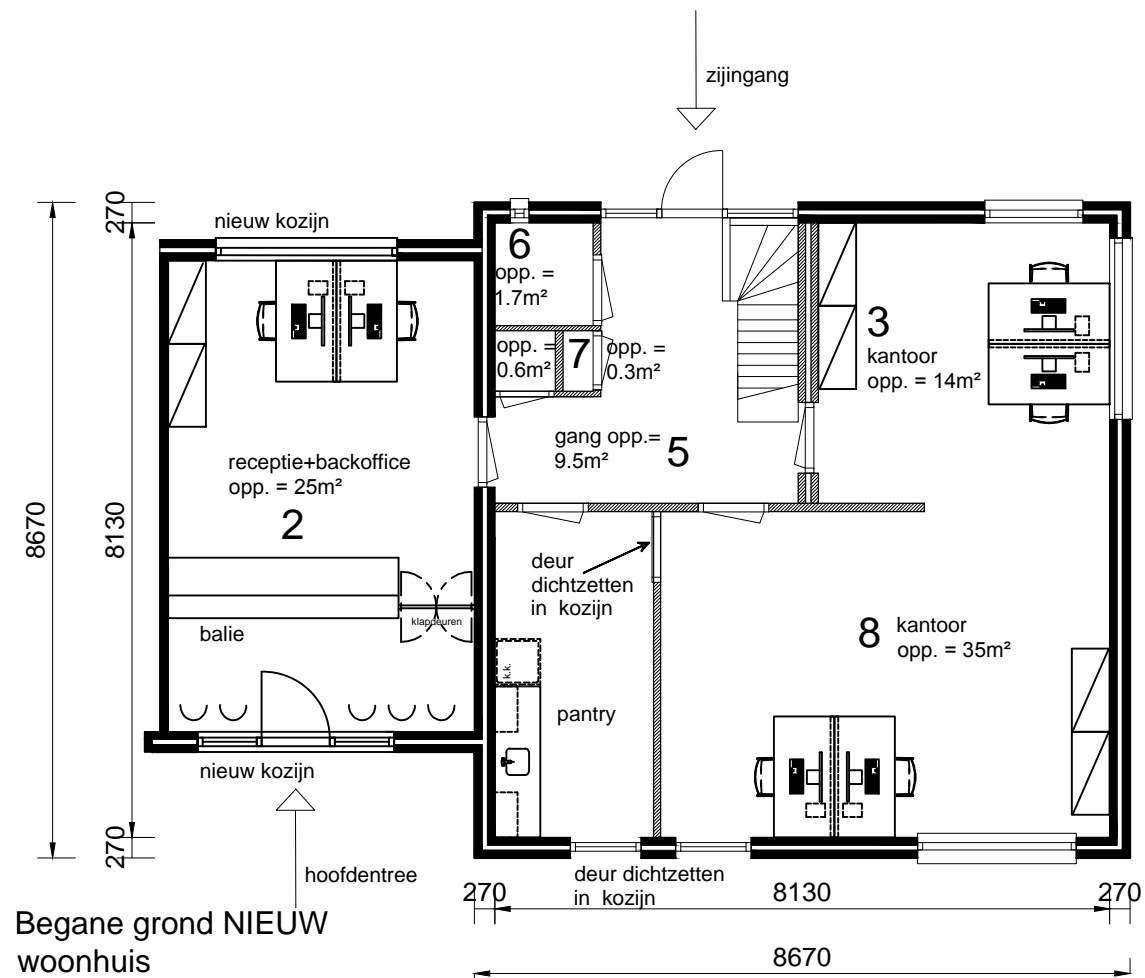 zijingang
270
nieuw kozijn
6
opp. =
1.7m²
3
kantoor
opp. = 14m²
opp. =
0.6m²
7
opp. =
0.3m²
gang opp.=
9.5m²
5
receptie+backoffice
opp. = 25m²
2
8670
8130
deur
dichtzetten
in kozijn
klapdeuren
balie
8
kantoor
opp. = 35m²
k.k.
pantry
nieuw kozijn
270
hoofdentree
deur dichtzetten
in kozijn
270
8130
270
Begane grond NIEUW
woonhuis
8670